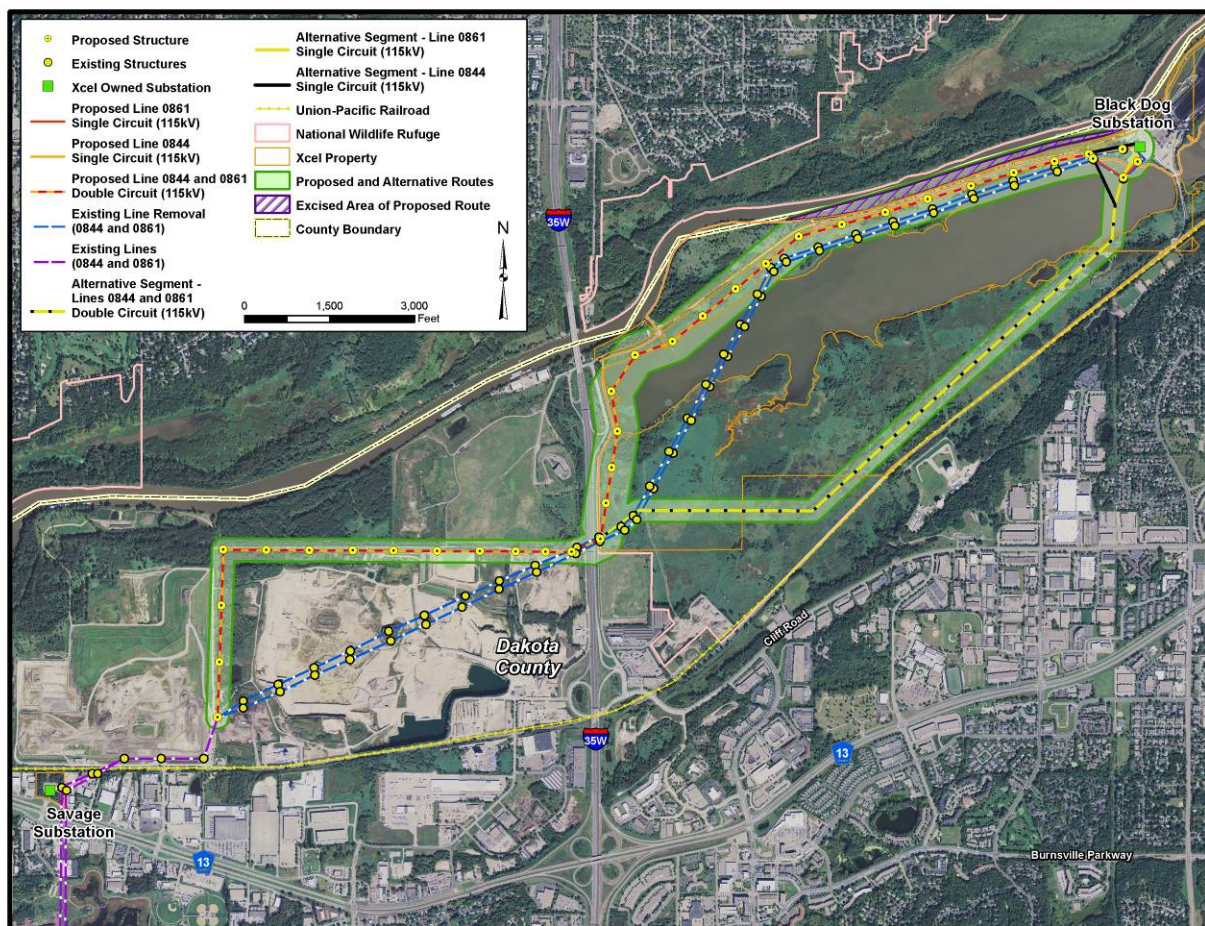 Proposed Structure
Existing Structures
Xcel Owned Substation
Proposed Line 0861
Single Circuit (115kV)
Proposed Line 0844
Single Circuit (115kV)
Proposed Line 0844 and 0861
Double Circuit (115kV)
Existing Line Removal
(0844 and 0861)
Existing Lines
(0844 and 0861)
Alternative Segment -
Lines 0844 and 0861
Double Circuit (115kV)
Alternative Segment - Line 0861
Single Circuit (115kV)
Alternative Segment - Line 0844
Single Circuit (115kV)
Union-Pacific Railroad
National Wildlife Rufuge
Xcel Property
Proposed and Alternative Routes
Excised Area of Proposed Route
County Boundary
N
0 1,500 3,000
Feet
35W
Black Dog
Substation
Dakota
County
Cliff Road
35W
13
Savage
Substation
13
Burnsville Parkway